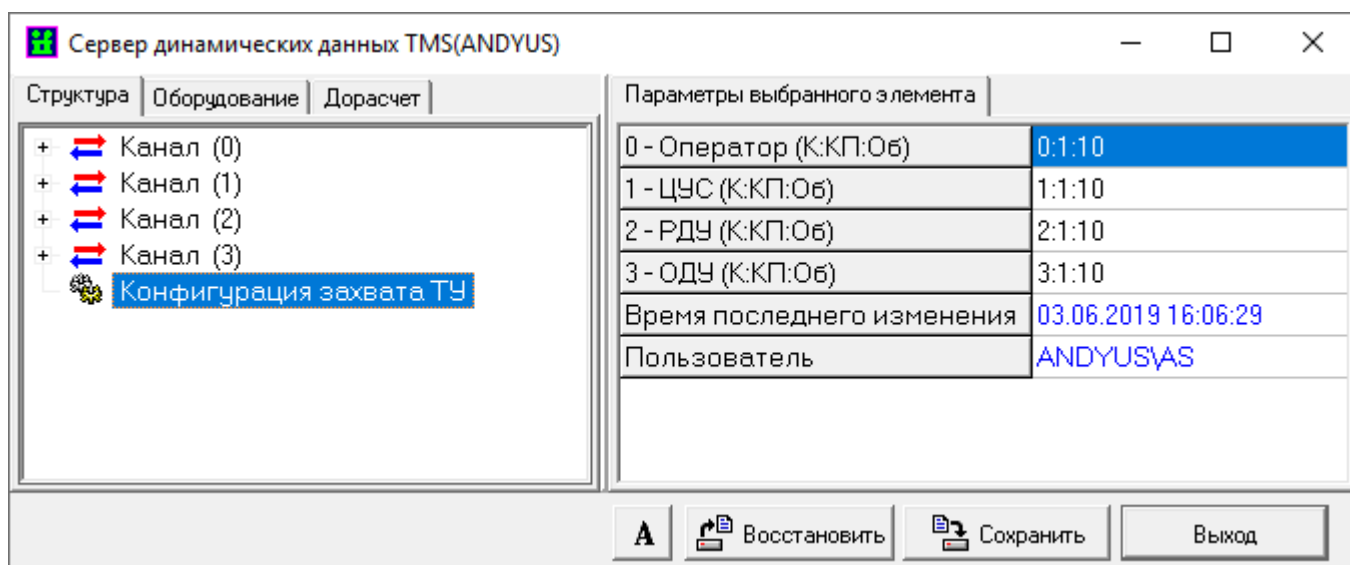 Сервер динамических данных TMS(ANDYUS)
Структура Оборудование Дорасчет
Канал (0)
Канал (1)
Канал (2)
Канал (3)
Конфигурация захвата ТУ
Параметры выбранного элемента
0 - Оператор (К:КП:Об) 0:1:10
1 - ЦУС (К:КП:Об) 1:1:10
2 - РДУ (К:КП:Об) 2:1:10
3 - ОДУ (К:КП:Об) 3:1:10
Время последнего изменения 03.06.2019 16:06:29
Пользователь ANDYUS\AS
A Восстановить Сохранить Выход